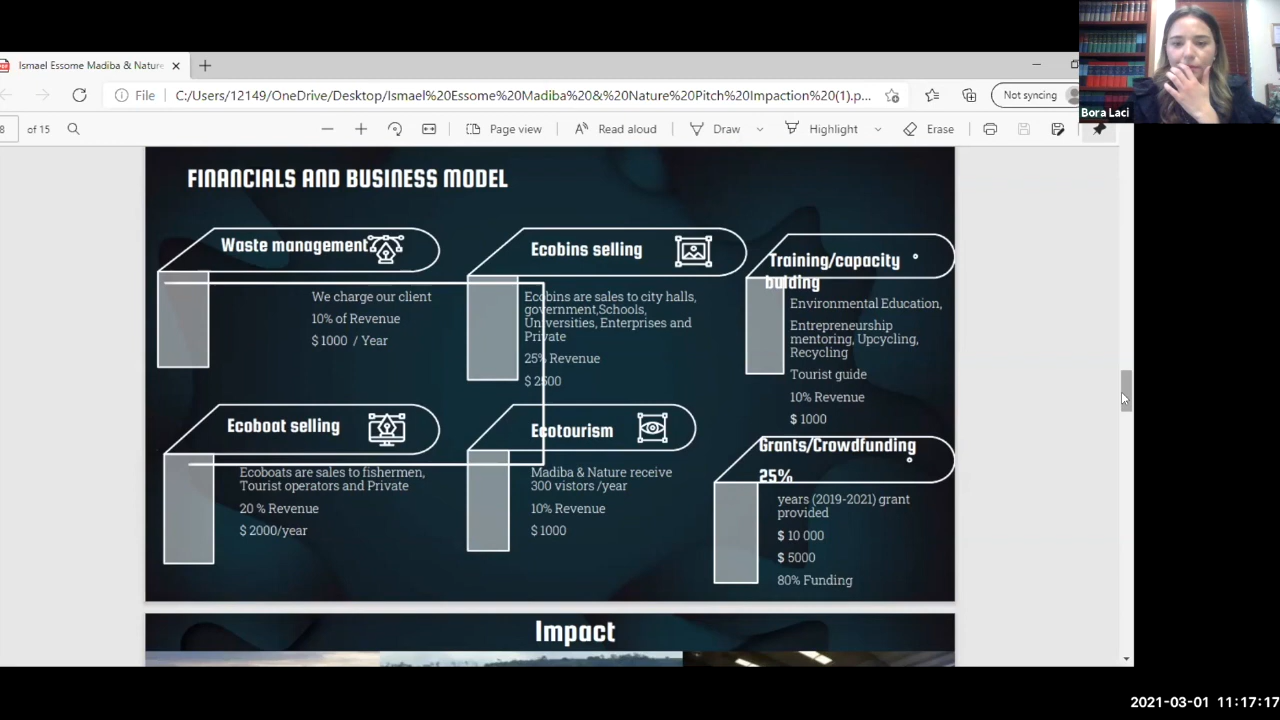 Ismael Essome Madiba & Nature
File
C:/Users/12149/OneDrive/Desktop/
0Essome%20Madiba%20&%20Nature%20Pitch%20Impaction%20(1).p...
Not syncing
Bora Laci
8 of 15
Page view
Read aloud
Draw
Highlight
Erase
FINANCIALS AND BUSINESS MODEL
Waste management
We charge our client
10% of Revenue
$ 1000 / Year
Ecobins selling
Ecobins are sales to city halls,
government,Schools,
Universities, Enterprises and
Private
25% Revenue
$ 2500
Training/capacity
bulding
Environmental Education,
Entrepreneurship
mentoring, Upcycling,
Recycling
Tourist guide
10% Revenue
$ 1000
Ecoboat selling
Ecoboats are sales to fishermen,
Tourist operators and Private
20 % Revenue
$ 2000/year
Ecotourism
Madiba & Nature receive
300 vistors /year
10% Revenue
$ 1000
Grants/Crowdfunding
25%
years (2019-2021) grant
provided
$ 10 000
$ 5000
80% Funding
Impact
2021-03-01 11:17:17